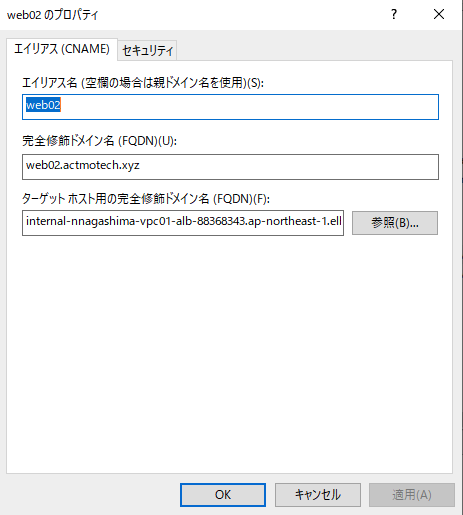 web02 のプロパティ
? ×
エイリアス (CNAME) セキュリティ
エイリアス名 (空欄の場合は親ドメイン名を使用)(S):
web02
完全修飾ドメイン名 (FQDN)(U):
web02.actmotech.xyz
ターゲット ホスト用の完全修飾ドメイン名 (FQDN)(F):
internal-nnagashima-vpc01-alb-88368343.ap-northeast-1.ell 参照(B)...
OK キャンセル 適用(A)